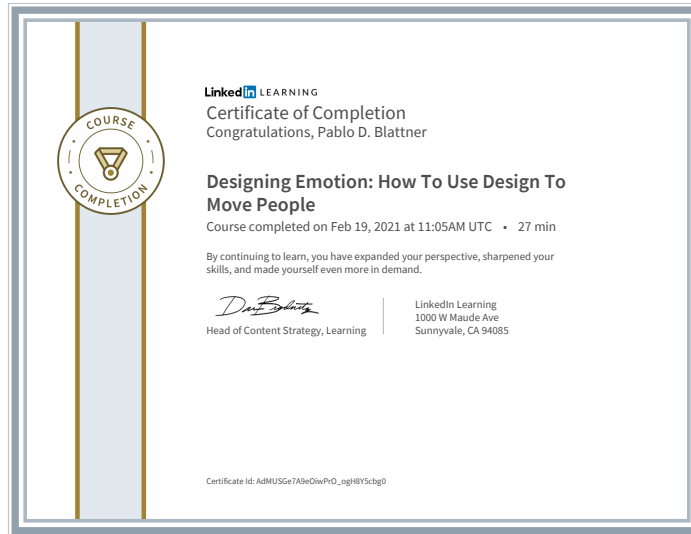 LinkedIn LEARNING
Certificate of Completion
Congratulations, Pablo D. Blattner
COURSE
COMPLETION
Designing Emotion: How To Use Design To
Move People
Course completed on Feb 19, 2021 at 11:05AM UTC • 27 min
By continuing to learn, you have expanded your perspective, sharpened your
skills, and made yourself even more in demand.
Head of Content Strategy, Learning
LinkedIn Learning
1000 W Maude Ave
Sunnyvale, CA 94085
Certificate Id: AdMUSGe7A9eOiwPrO_ogH8Y5cbg0